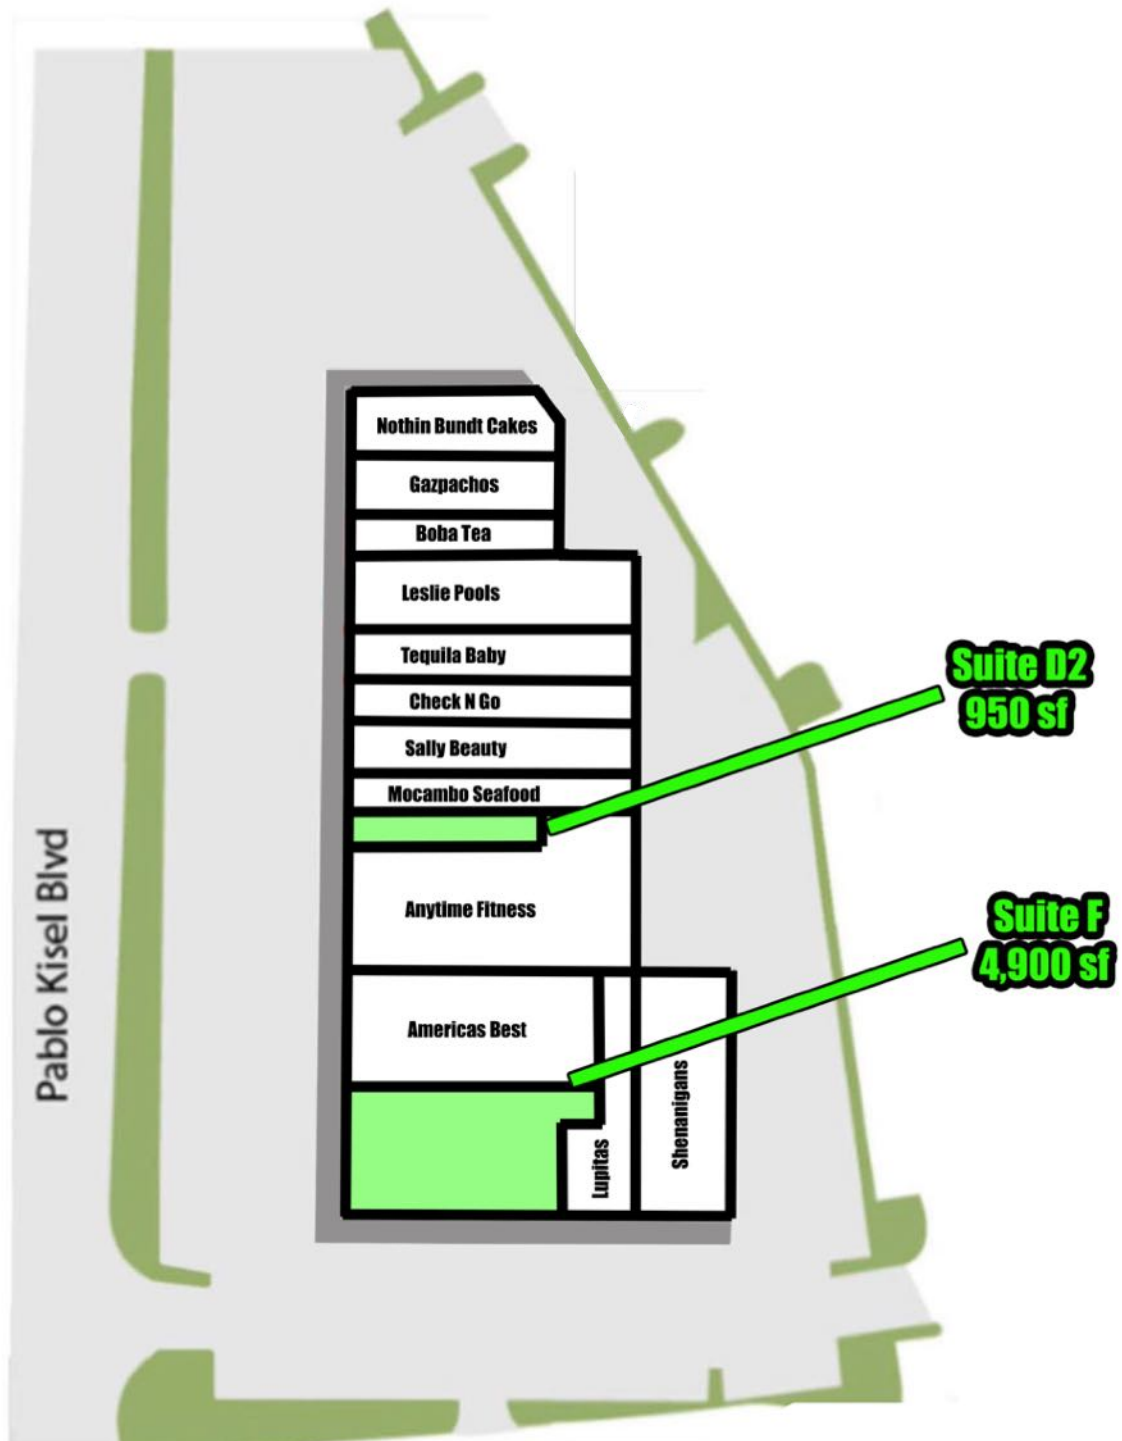 Nothin Bundt Cakes
Gazpachos
Boba Tea
Leslie Pools
Tequila Baby
Check N Go
Sally Beauty
Mocambo Seafood
Anytime Fitness
Americas Best
Lupitas
Shenanigans
Suite D2
950 sf
Suite F
4,900 sf
Pablo Kisel Blvd